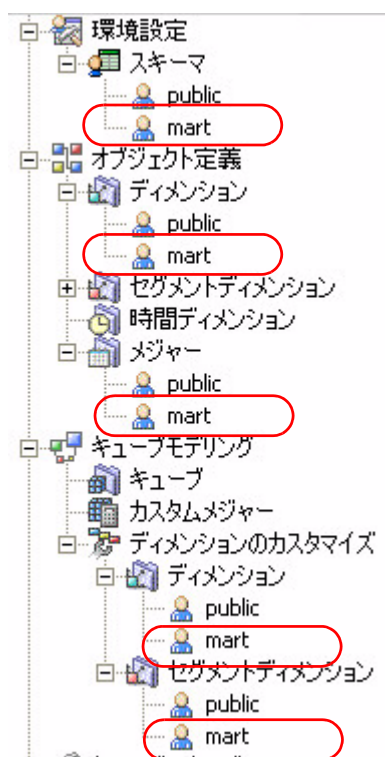 環境設定
スキーマ
public
mart
オブジェクト定義
ディメンション
public
mart
セグメントディメンション
時間ディメンション
メジャー
public
mart
キューブモデリング
キューブ
カスタムメジャー
ディメンションのカスタマイズ
ディメンション
public
mart
セグメントディメンション
public
mart